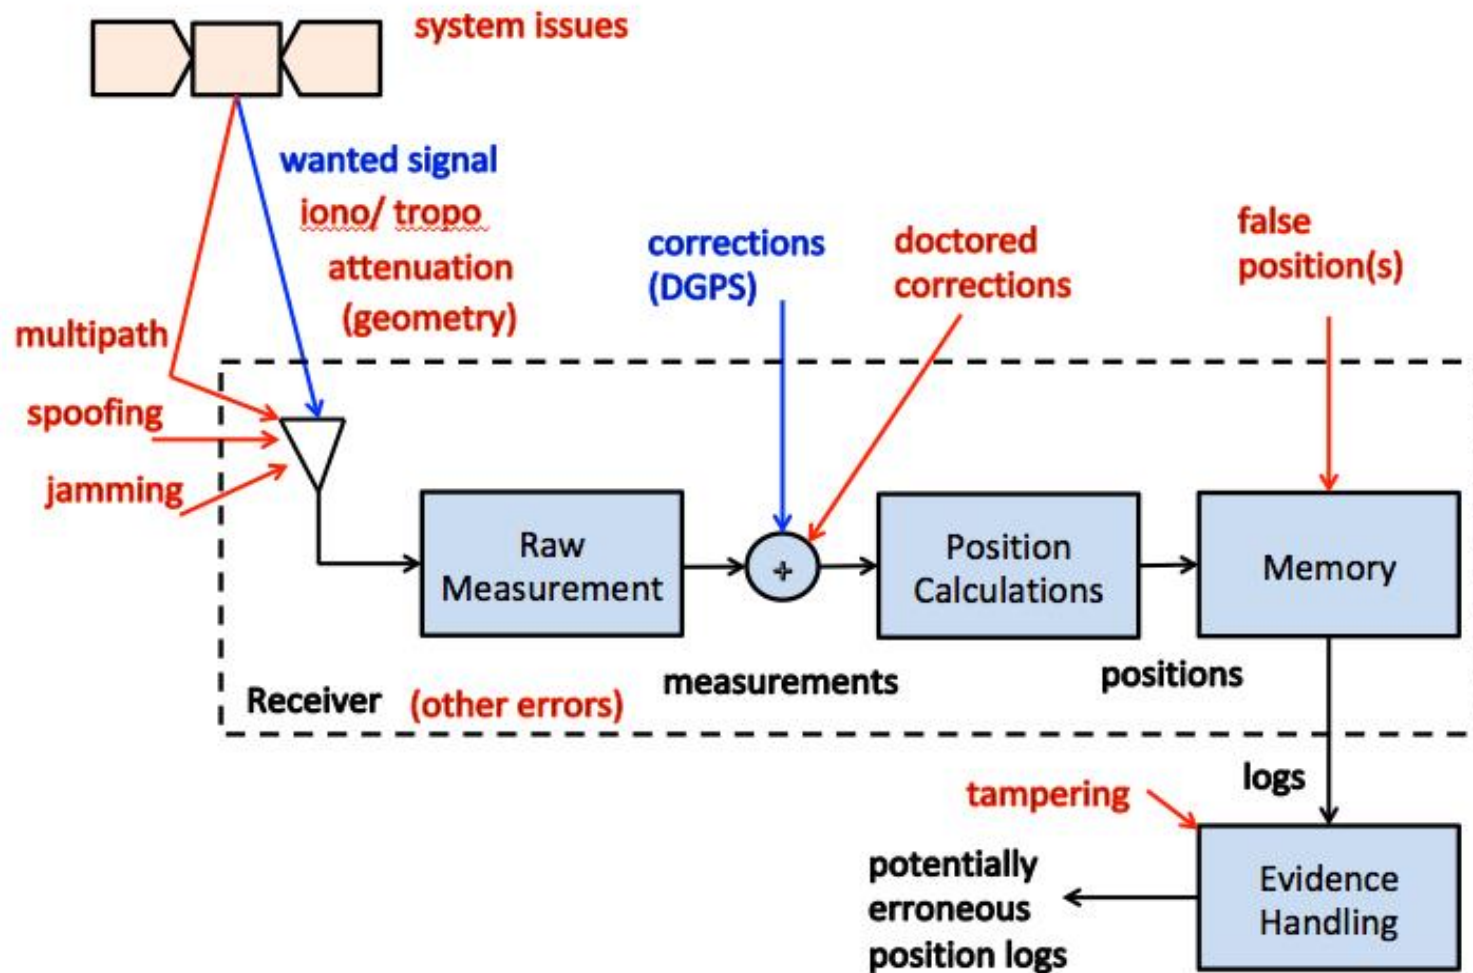 system issues
wanted signal
iono/ tropo
attenuation
(geometry)
corrections
(DGPS)
doctored
corrections
false
position(s)
multipath
spoofing
jamming
Raw
Measurement
+
Position
Calculations
Memory
Receiver
(other errors)
measurements
positions
logs
tampering
potentially
erroneous
position logs
Evidence
Handling